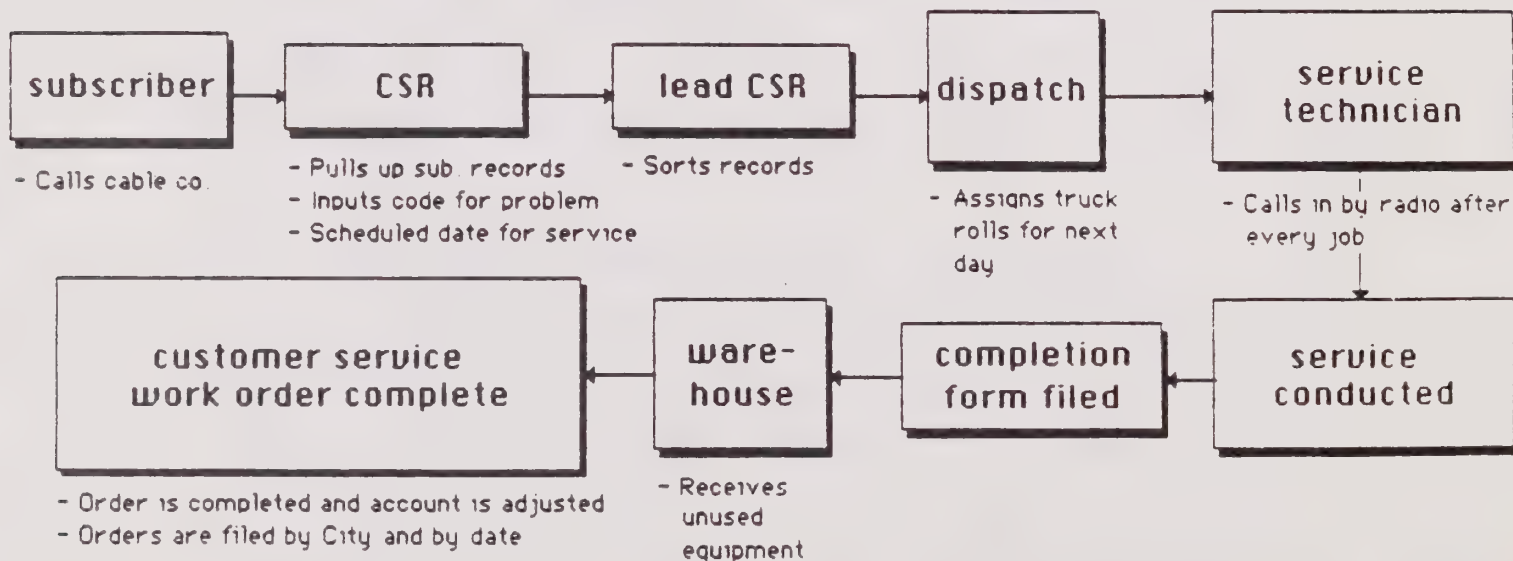 subscriber
- Calls cable co.
CSR
- Pulls up sub. records
- Inputs code for problem
- Scheduled date for service
lead CSR
- Sorts records
dispatch
- Assigns truck
rolls for next
day
service
technician
- Calls in by radio after
every job
service
conducted
completion
form filed
ware-
house
- Receives
unused
equipment
customer service
work order complete
- Order is completed and account is adjusted
- Orders are filed by City and by date